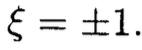 ξ = ±1.